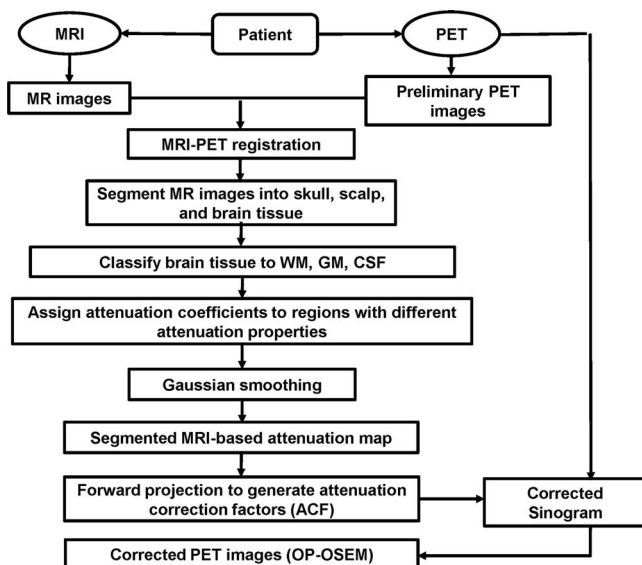 MRI
Patient
PET
MR images
Preliminary PET
images
MRI-PET registration
Segment MR images into skull, scalp,
and brain tissue
Classify brain tissue to WM, GM, CSF
Assign attenuation coefficients to regions with different
attenuation properties
Gaussian smoothing
Segmented MRI-based attenuation map
Forward projection to generate attenuation
correction factors (ACF)
Corrected
Sinogram
Corrected PET images (OP-OSEM)